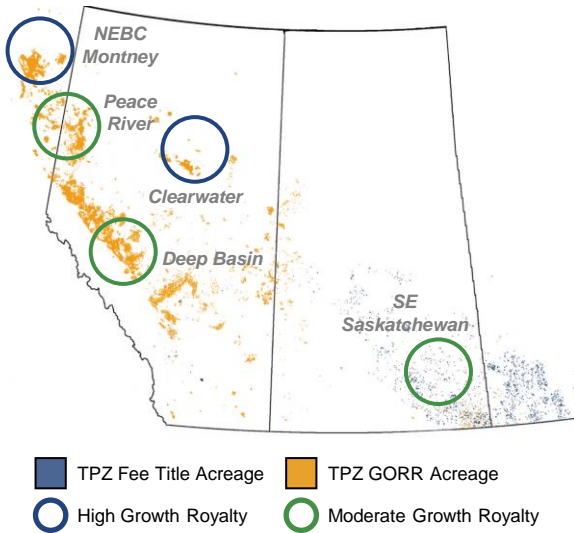 NEBC
Montney
Peace
River
Clearwater
Deep Basin
SE
Saskatchewan
TPZ Fee Title Acreage
TPZ GORR Acreage
High Growth Royalty
Moderate Growth Royalty